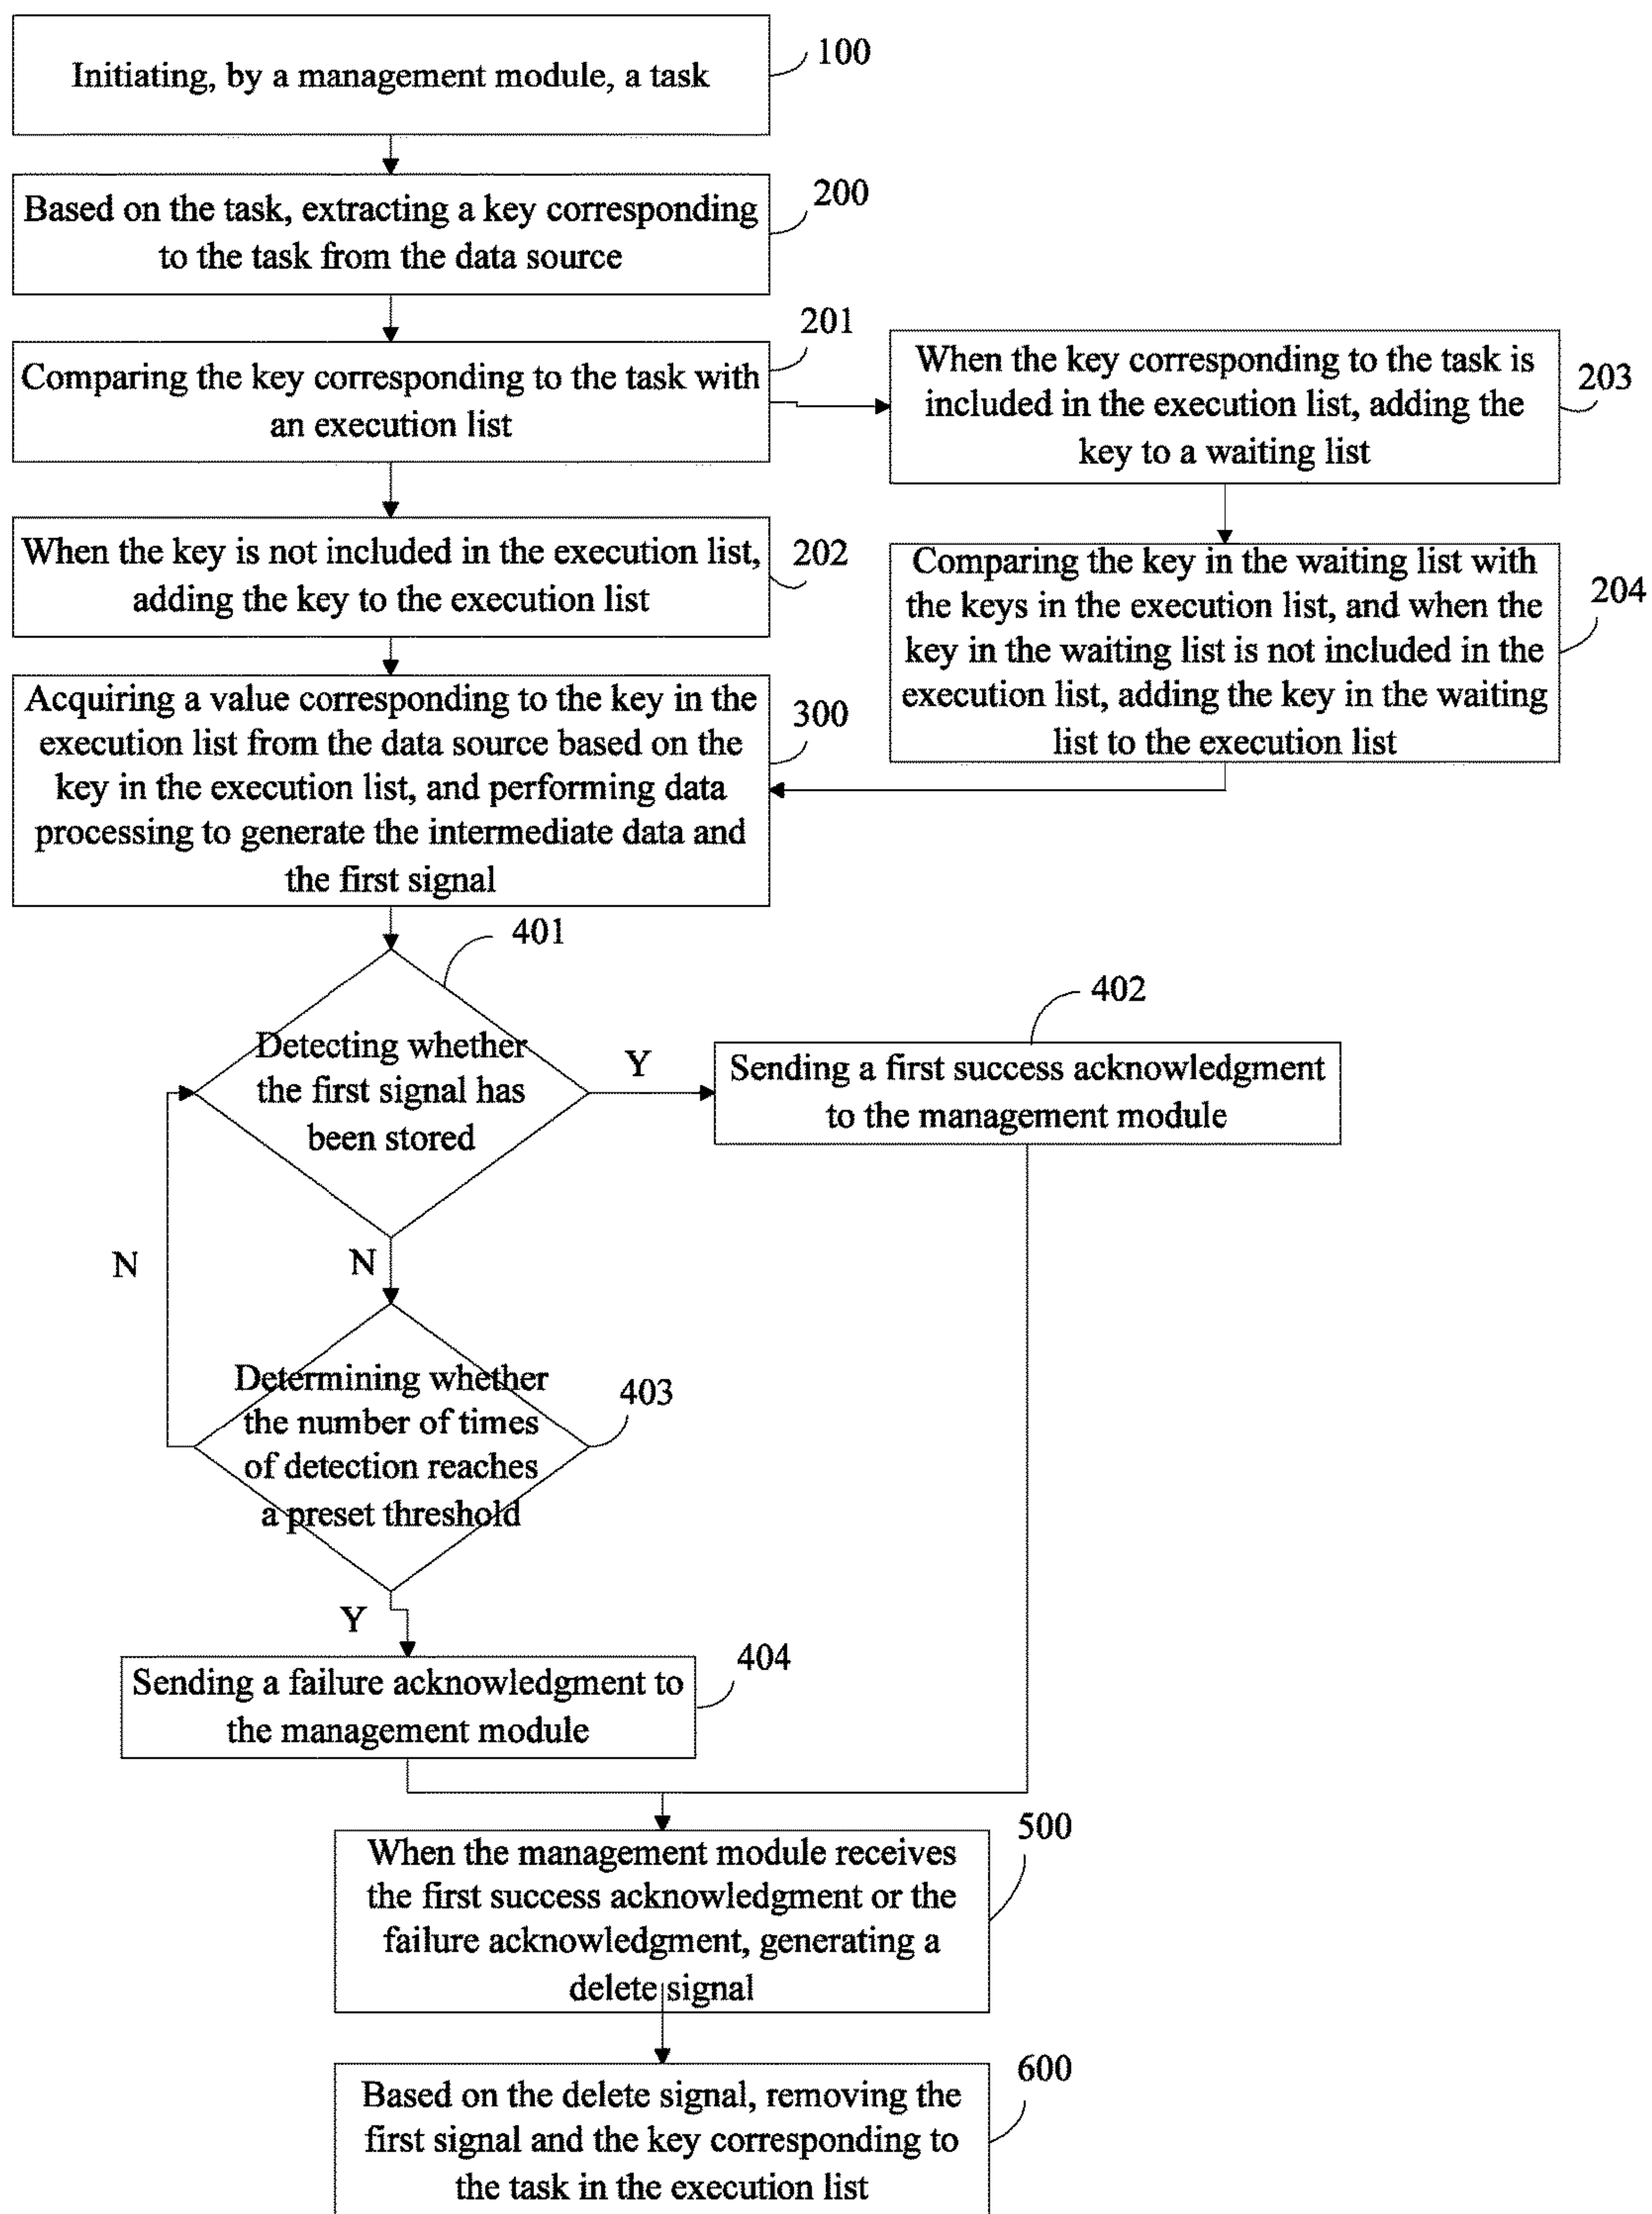 Initiating, by a management module, a task
100
Based on the task, extracting a key corresponding
to the task from the data source
200
Comparing the key corresponding to the task with
an execution list
201
When the key corresponding to the task is
included in the execution list, adding the
key to a waiting list
203
When the key is not included in the execution list,
adding the key to the execution list
202
Comparing the key in the waiting list with
the keys in the execution list, and when the
key in the waiting list is not included in the
execution list, adding the key in the waiting
list to the execution list
204
Acquiring a value corresponding to the key in the
execution list from the data source based on the
key in the execution list, and performing data
processing to generate the intermediate data and
the first signal
300
401
Detecting whether
the first signal has
been stored
Y
402
Sending a first success acknowledgment
to the management module
N
N
Determining whether
the number of times
of detection reaches
a preset threshold
403
Y
Sending a failure acknowledgment to
the management module
404
When the management module receives
the first success acknowledgment or the
failure acknowledgment, generating a
delete signal
500
Based on the delete signal, removing the
first signal and the key corresponding to
the task in the execution list
600